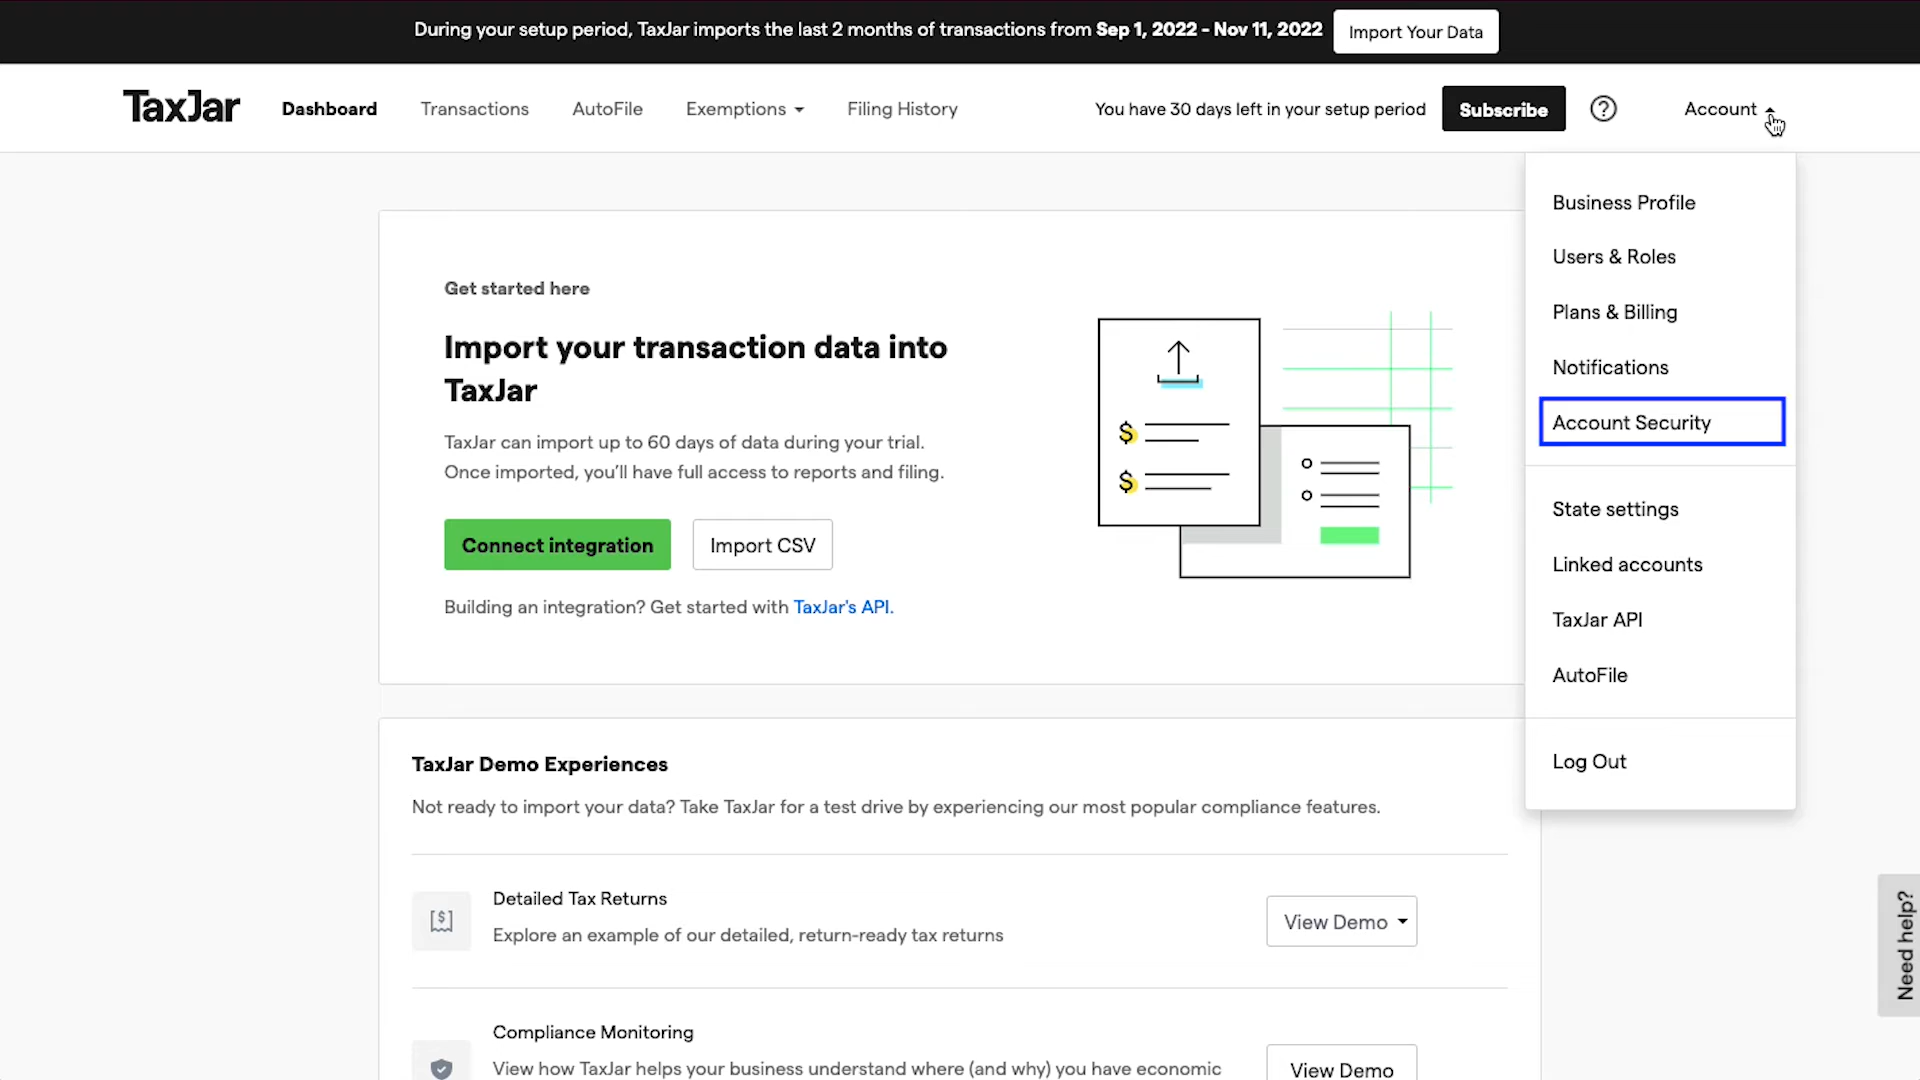 During your setup period, TaxJar imports the last 2 months of transactions from Sep 1, 2022 - Nov 11, 2022 Import Your Data
TaxJar Dashboard Transactions AutoFile Exemptions Filing History You have 30 days left in your setup period Subscribe ? Account
Business Profile
Users & Roles
Plans & Billing
Notifications
Account Security
State settings
Linked accounts
TaxJar API
AutoFile
Log Out
Get started here
Import your transaction data into
TaxJar
TaxJar can import up to 60 days of data during your trial.
Once imported, you’ll have full access to reports and filing.
Connect integration Import CSV
Building an integration? Get started with TaxJar's API.
$
$
TaxJar Demo Experiences
Not ready to import your data? Take TaxJar for a test drive by experiencing our most popular compliance features.
Detailed Tax Returns
Explore an example of our detailed, return-ready tax returns
View Demo
Compliance Monitoring
View how TaxJar helps your business understand where (and why) you have economic
View Demo
Need help?